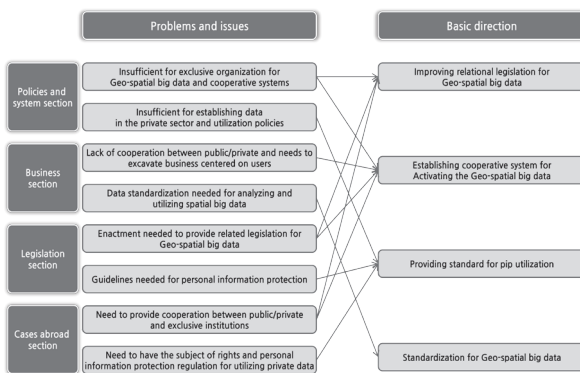 Problems and issues
Basic direction
Policies and
system section
Insufficient for exclusive organization for
Geo-spatial big data and cooperative systems
Insufficient for establishing data
in the private sector and utilization policies
Business
section
Lack of cooperation between public/private and needs to
excavate business centered on users
Data standardization needed for analyzing and
utilizing spatial big data
Legislation
section
Enactment needed to provide related legislation for
Geo-spatial big data
Guidelines needed for personal information protection
Cases abroad
section
Need to provide cooperation between public/private
and exclusive institutions
Need to have the subject of rights and personal
information protection regulation for utilizing private data
Improving relational legislation for
Geo-spatial big data
Establishing cooperative system for
Activating the Geo-spatial big data
Providing standard for pip utilization
Standardization for Geo-spatial big data